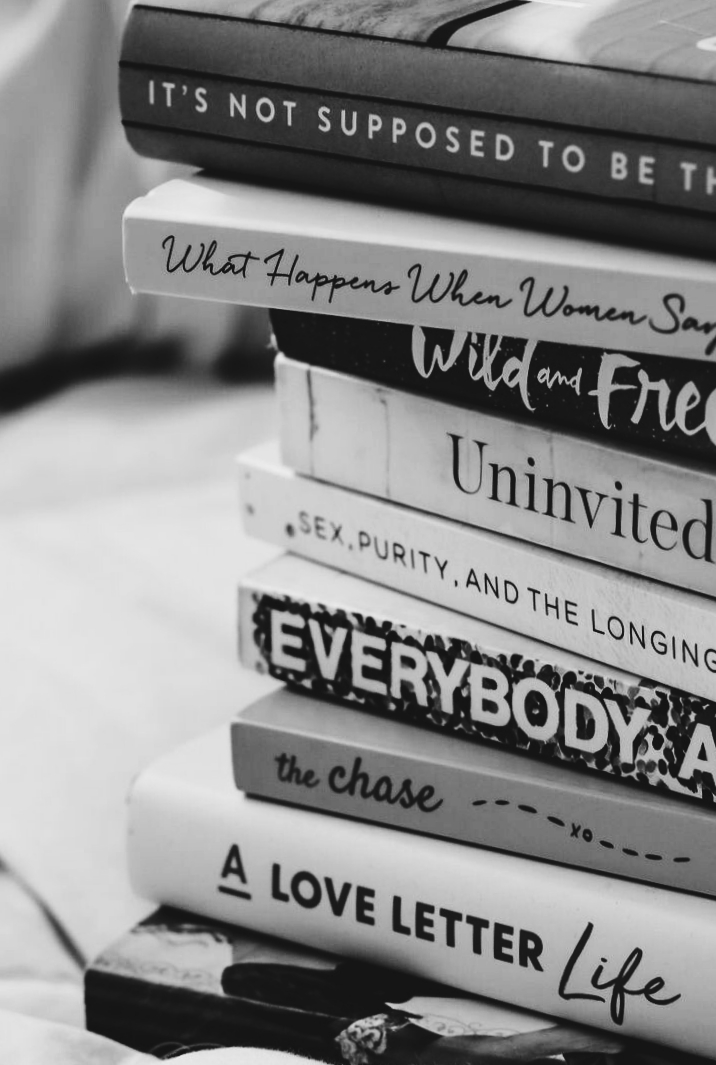 IT'S NOT SUPPOSED TO BE TH
What Happens When Women Say
Wild and Free
Uninvited
SEX, PURITY, AND THE LONGING
EVERYBODY A
the chase xo
A LOVE LETTER Life